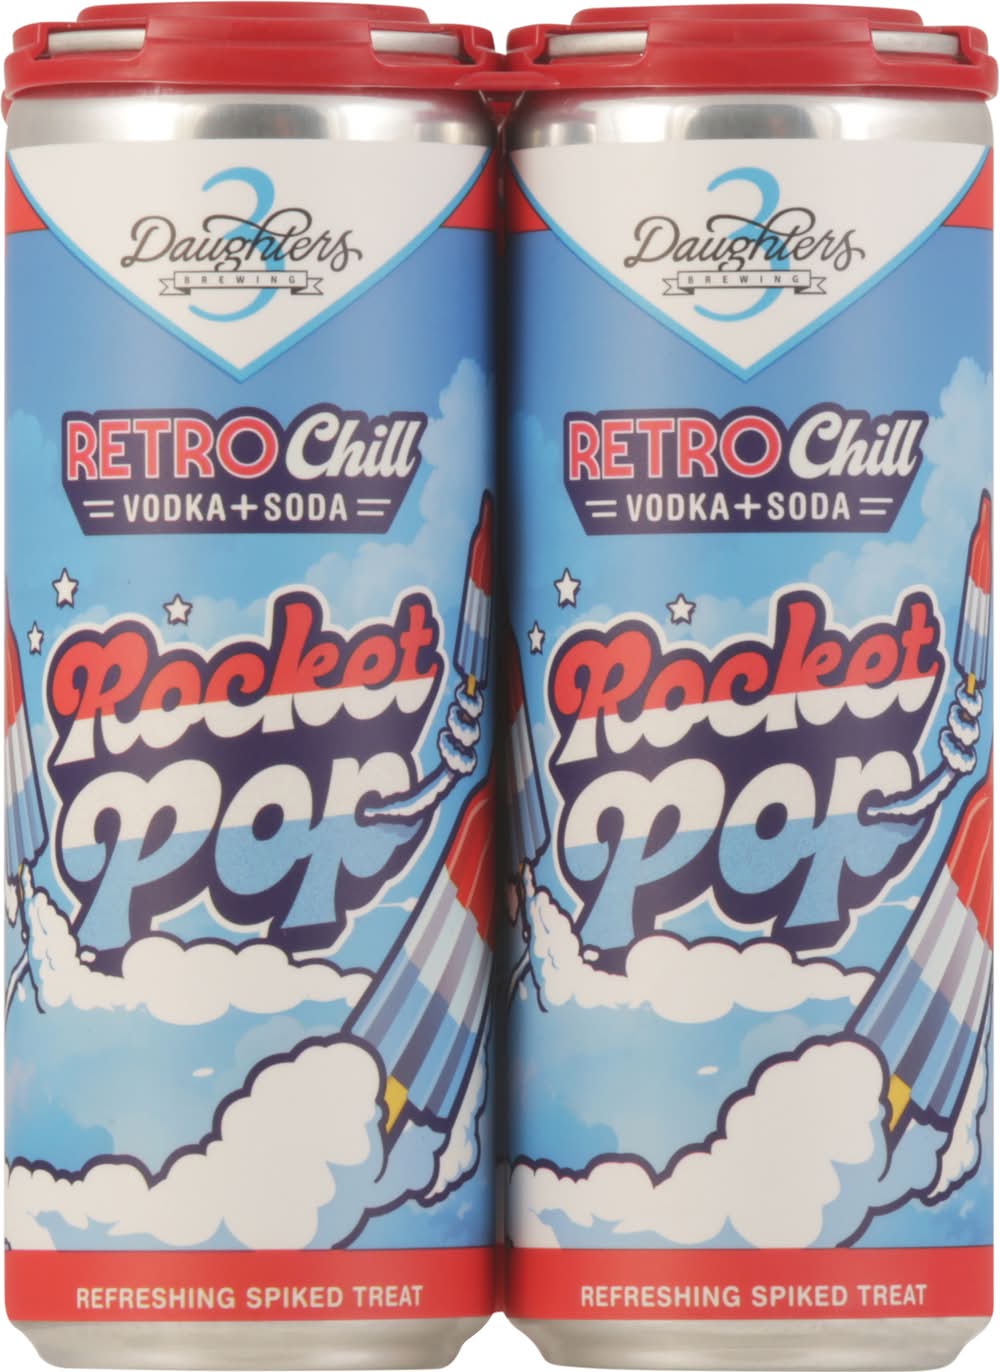 3
Daughters
BREWING
RETRO Chill
VODKA+SODA
Rocket
POP
REFRESHING SPIKED TREAT
3
Daughters
BREWING
RETRO Chill
VODKA+SODA
Rocket
POP
REFRESHING SPIKED TREAT